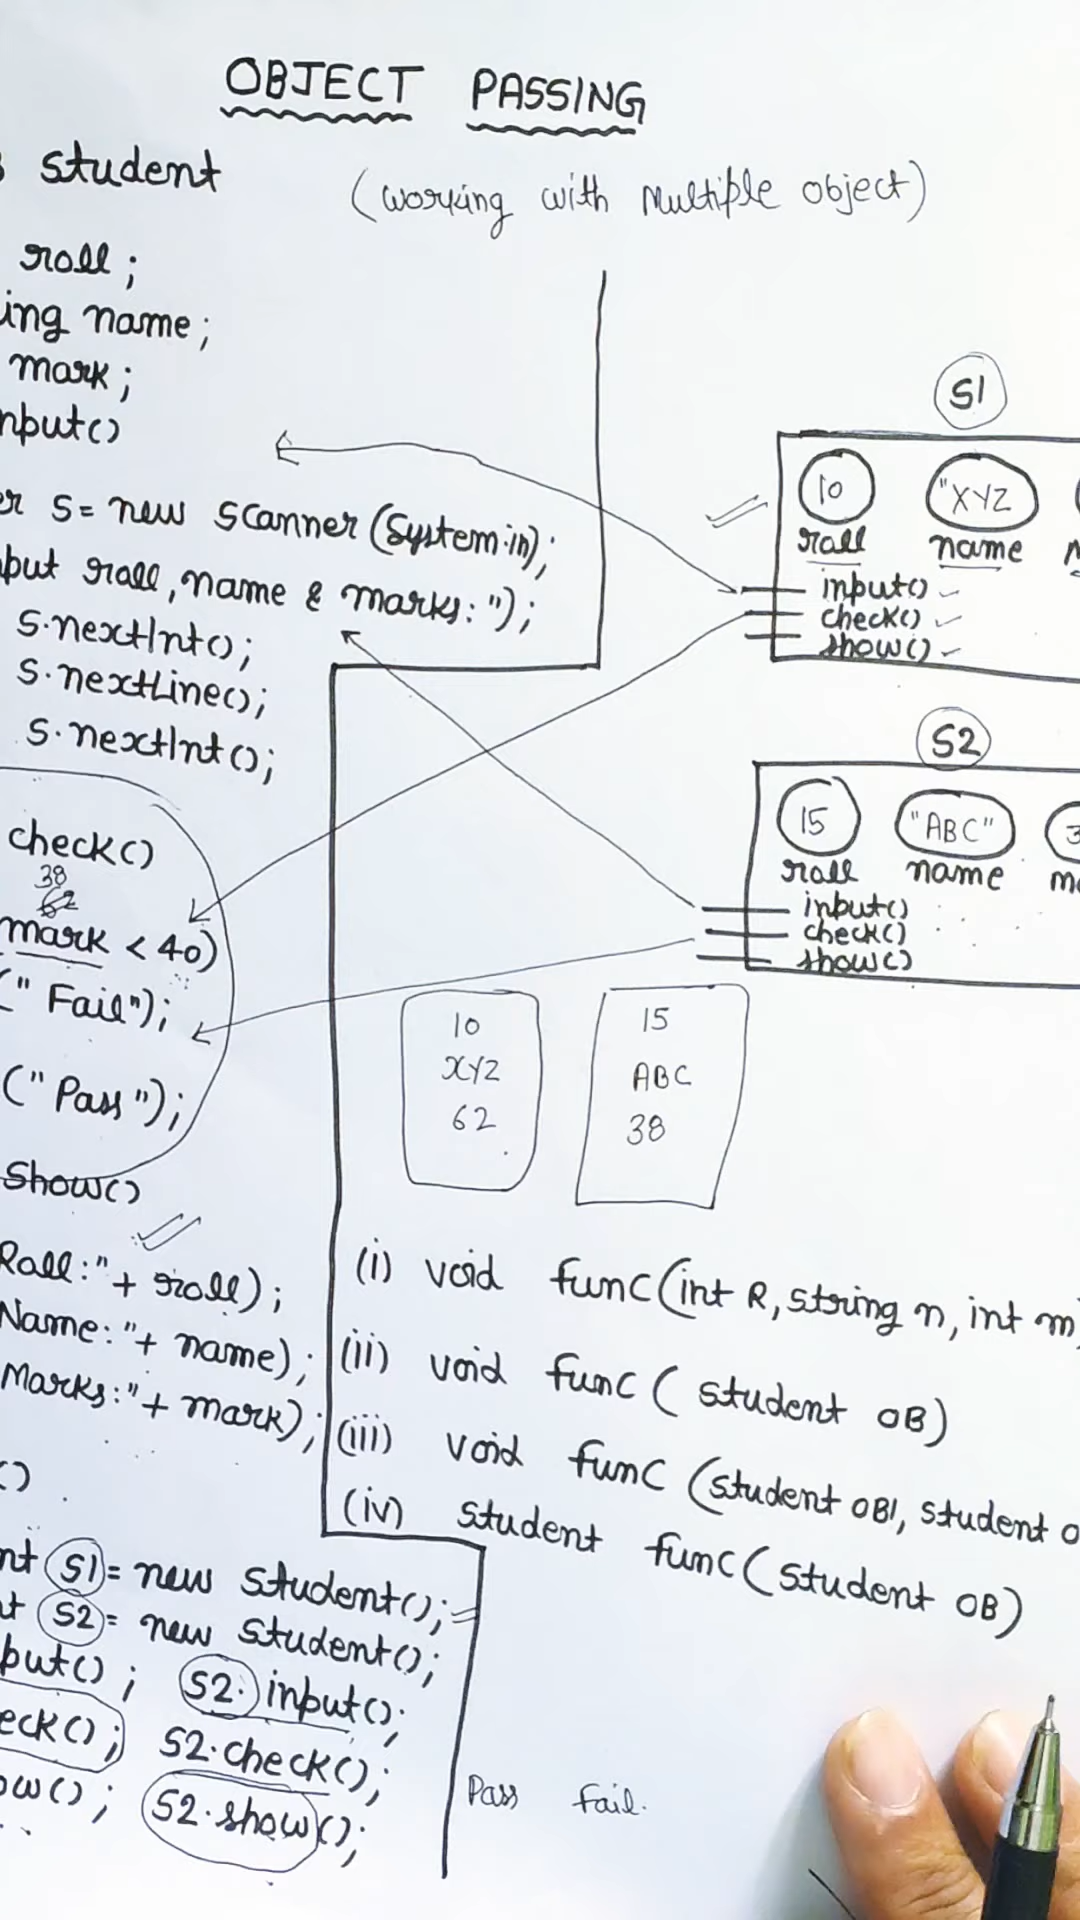 OBJECT PASSING
student
(working with Multiple object)
roll;
ing name;
mark;
nput()
er s= new scanner(System.in);
put roll, name & marks:");
s.nextInt();
s.nextLine();
s.nextInt();
check()
38
62
mark < 40)
(" Fail");
(" Pass");
show()
Roll:"+ roll);
Name:"+ name);
Marks:"+ mark);
()
nt S1= new student();
t S2= new student();
put(); S2.input();
eck(); S2.check();
ow(); S2.show();
S1
10 "XYZ
roll name
input()
check()
show()
S2
15 "ABC" 3
roll name m
input()
check()
show()
10
XYZ
62
15
ABC
38
(i) void func(int R, string n, int m
(ii) void func( student OB)
(iii) void func (student OB1, student O
(iv) student func(student OB)
Pass Fail.